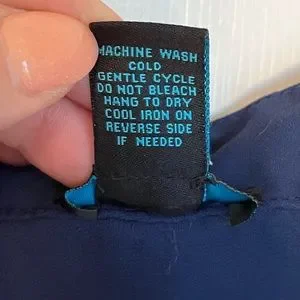 MACHINE WASH
COLD
GENTLE CYCLE
DO NOT BLEACH
HANG TO DRY
COOL IRON ON
REVERSE SIDE
IF NEEDED